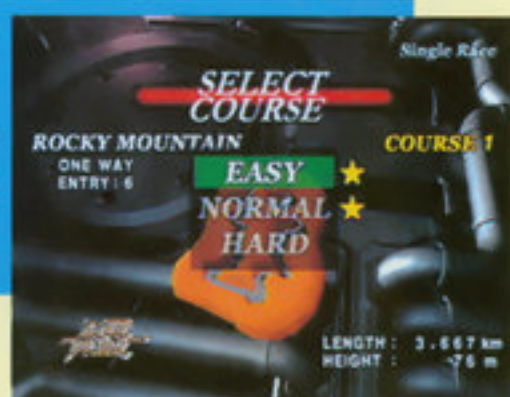 Single Race
SELECT
COURSE
ROCKY MOUNTAIN
COURSE 1
ONE WAY
ENTRY : 6
EASY
NORMAL
HARD
LENGTH : 3.667 km
HEIGHT : -76 m